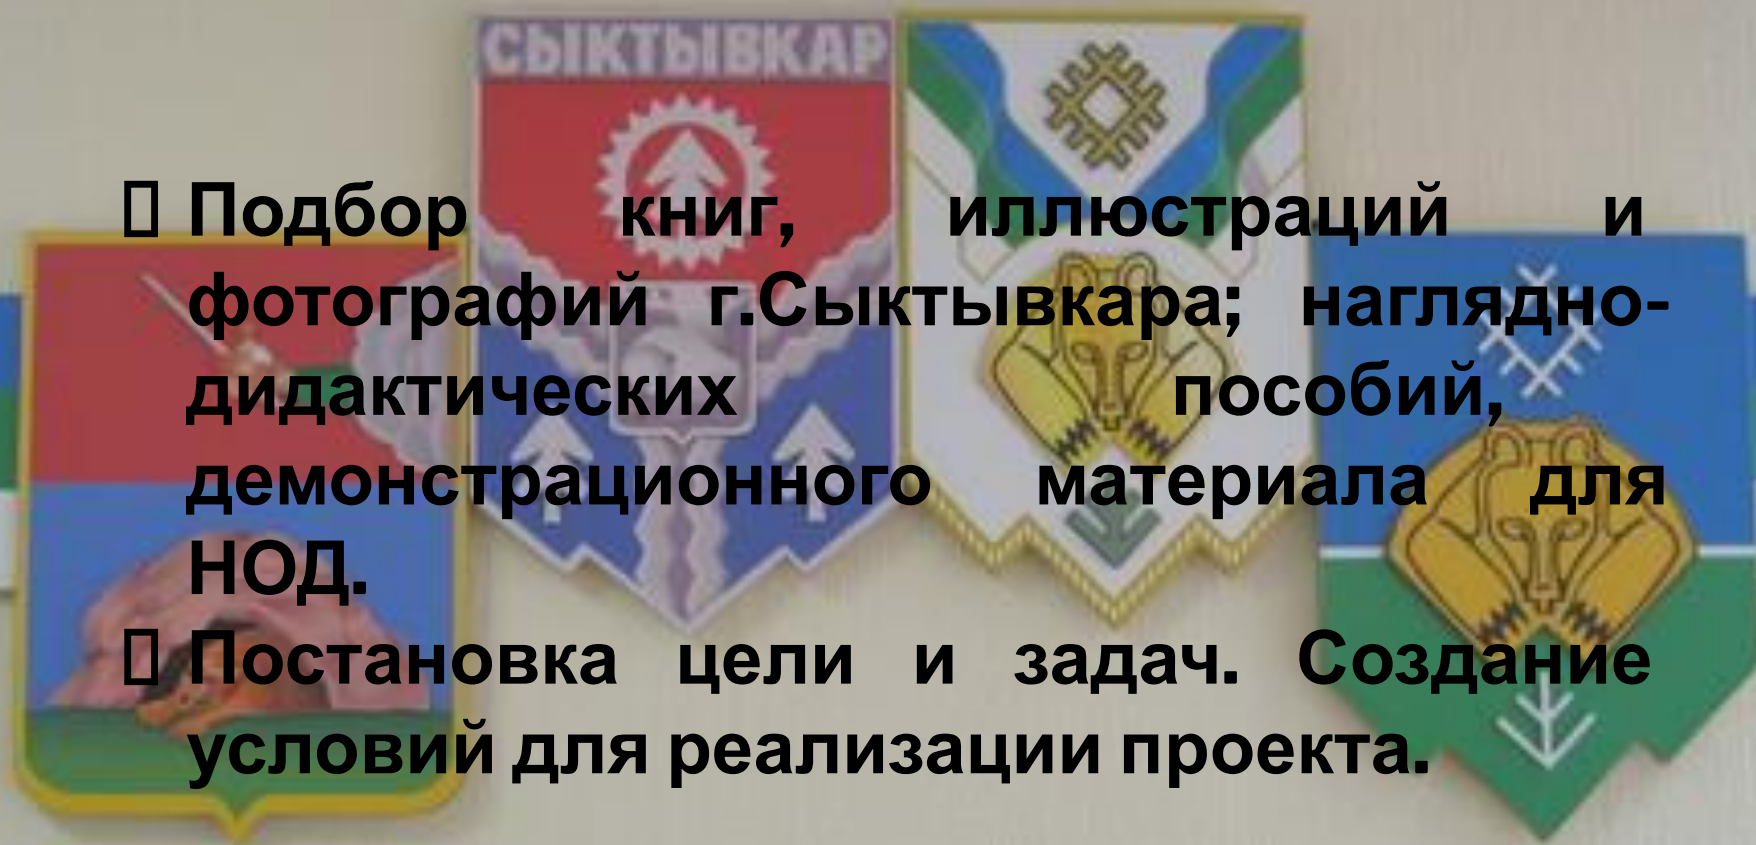 СЫКТЫВКАР
Подбор книг, иллюстраций и
фотографий г.Сыктывкара; наглядно-
дидактических пособий,
демонстрационного материала для
НОД.
Постановка цели и задач. Создание
условий для реализации проекта.